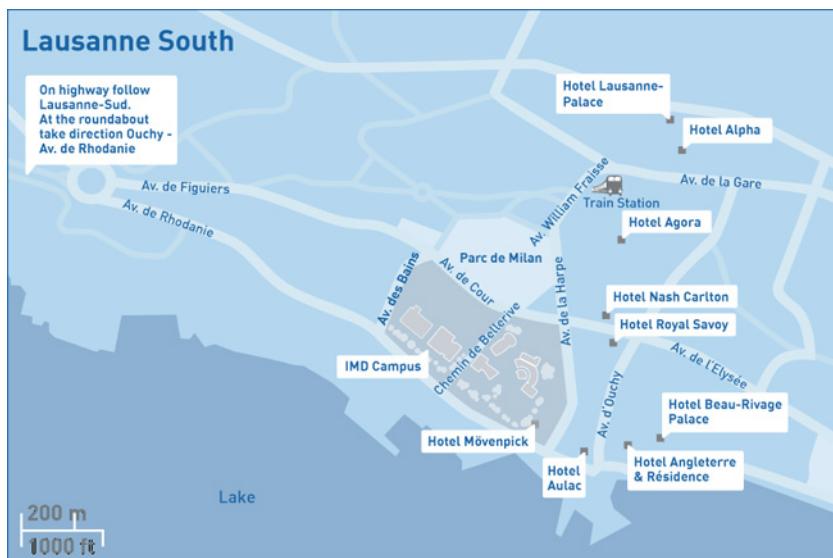 Lausanne South
On highway follow
Lausanne-Sud.
At the roundabout
take direction Ouchy -
Av. de Rhodanie
Hotel Lausanne-
Palace
Hotel Alpha
Av. de Figuiers
Av. de Rhodanie
Av. William Fraisse
Av. de la Gare
Train Station
Hotel Agora
Parc de Milan
Av. des Bains
Av. de Cour
Av. de la Harpe
Hotel Nash Carlton
Hotel Royal Savoy
IMD Campus
Chemin de Bellerive
Av. de l'Elysée
Av. d'Ouchy
Hotel Beau-Rivage
Palace
Hotel Mövenpick
Hotel
Aulac
Hotel Angleterre
& Résidence
Lake
200 m
1000 ft